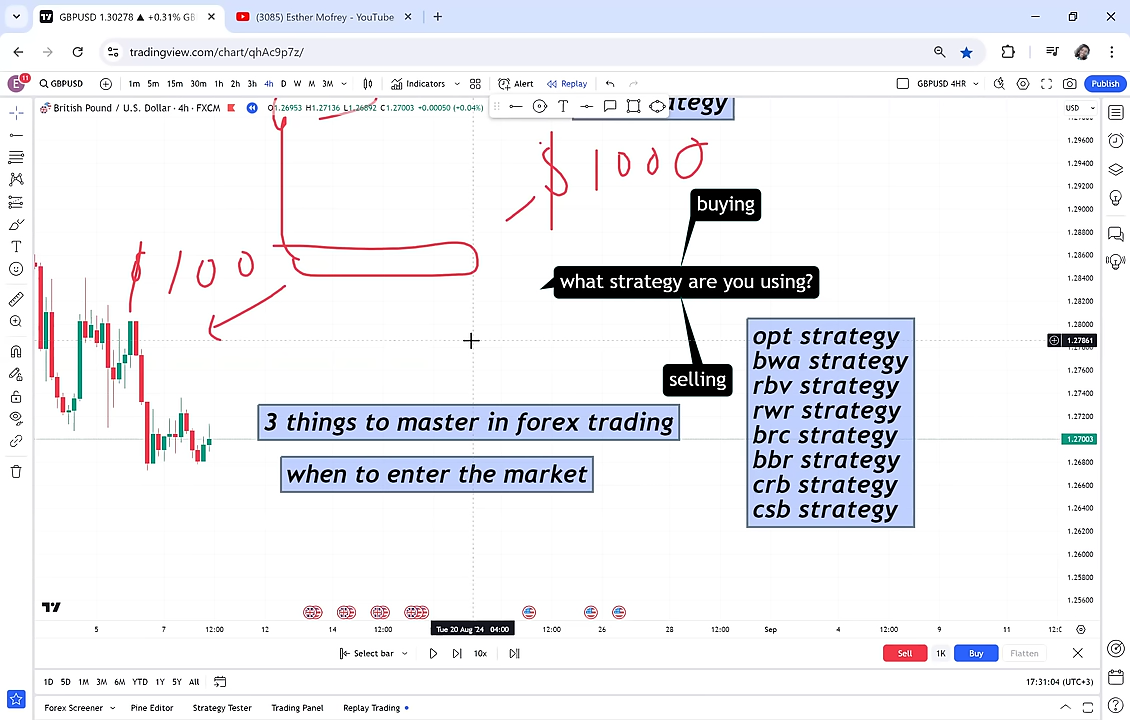 GBPUSD 1.30278 ▲ +0.31% GB
(3085) Esther Mofrey - YouTube
tradingview.com/chart/qhAc9p7z/
E 11 GBPUSD 1m 5m 15m 30m 1h 2h 3h 4h D W M 3M Indicators Alert Replay GBPUSD 4HR Publish
British Pound / U.S. Dollar · 4h · FXCM O1.26953 H1.27136 L1.26892 C1.27003 +0.00050 (+0.04%) USD
ategy
1.29600
1.29400
1.29200
1.29000
1.28800
1.28600
1.28400
1.28200
1.28000
1.27861
1.27600
1.27400
1.27200
1.27003
1.26800
1.26600
1.26400
1.26200
1.26000
1.25800
1.25600
$1000
buying
$100
what strategy are you using?
selling
opt strategy
bwa strategy
rbv strategy
rwr strategy
brc strategy
bbr strategy
crb strategy
csb strategy
3 things to master in forex trading
when to enter the market
5 7 12:00 12 14 12:00 Tue 20 Aug '24 04:00 12:00 26 28 12:00 Sep 4 12:00 9 11
Select bar 10x Sell 1K Buy Flatten
1D 5D 1M 3M 6M YTD 1Y 5Y All 17:31:04 (UTC+3)
Forex Screener Pine Editor Strategy Tester Trading Panel Replay Trading